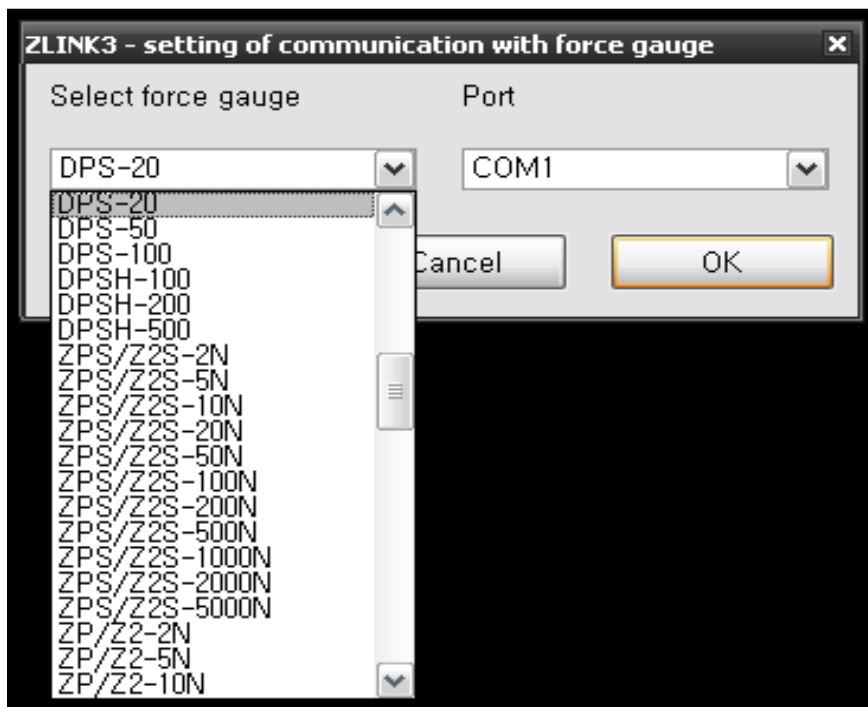 ZLINK3 - setting of communication with force gauge
Select force gauge
Port
DPS-20
COM1
DPS-20
DPS-50
DPS-100
DPSH-100
DPSH-200
DPSH-500
ZPS/Z2S-2N
ZPS/Z2S-5N
ZPS/Z2S-10N
ZPS/Z2S-20N
ZPS/Z2S-50N
ZPS/Z2S-100N
ZPS/Z2S-200N
ZPS/Z2S-500N
ZPS/Z2S-1000N
ZPS/Z2S-2000N
ZPS/Z2S-5000N
ZP/Z2-2N
ZP/Z2-5N
ZP/Z2-10N
Cancel
OK